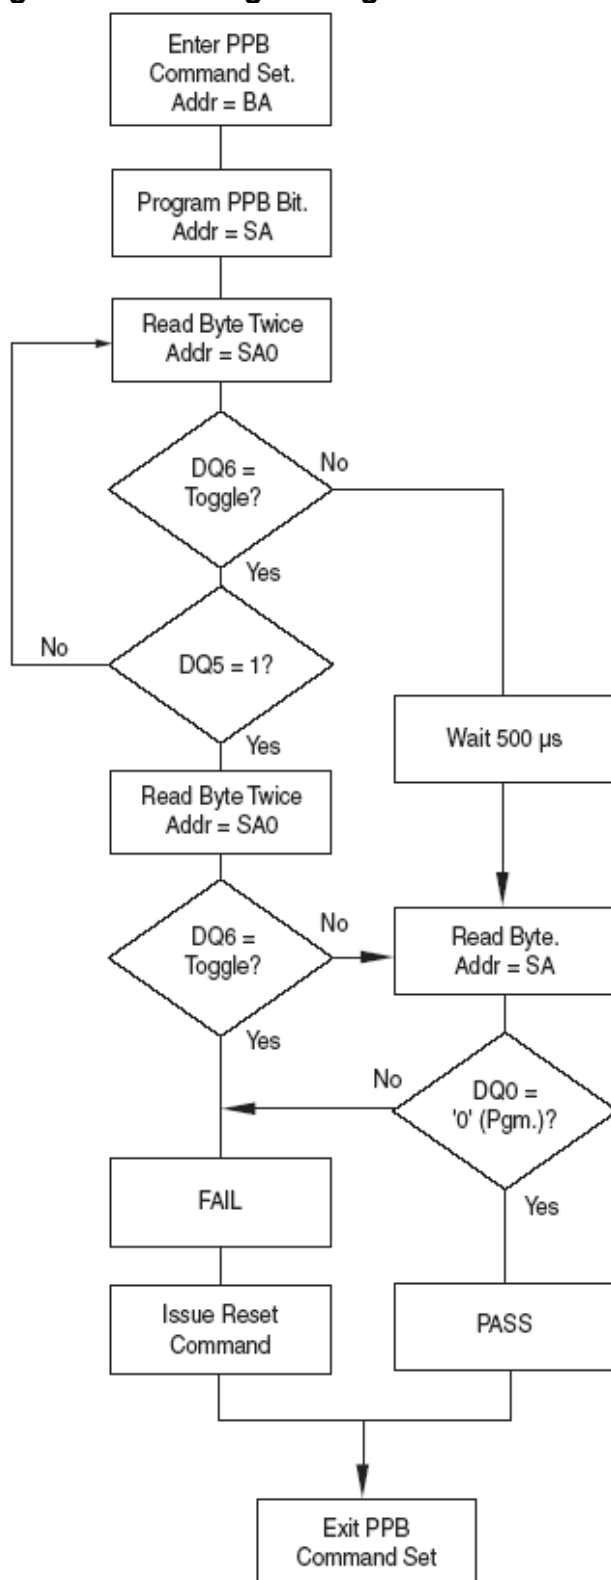 Enter PPB
Command Set.
Addr = BA
Program PPB Bit.
Addr = SA
Read Byte Twice
Addr = SA0
DQ6 =
Toggle?
No
Yes
DQ5 = 1?
No
Yes
Wait 500 µs
Read Byte Twice
Addr = SA0
DQ6 =
Toggle?
No
Read Byte.
Addr = SA
Yes
No
DQ0 =
'0' (Pgm.)?
Yes
FAIL
Issue Reset
Command
PASS
Exit PPB
Command Set